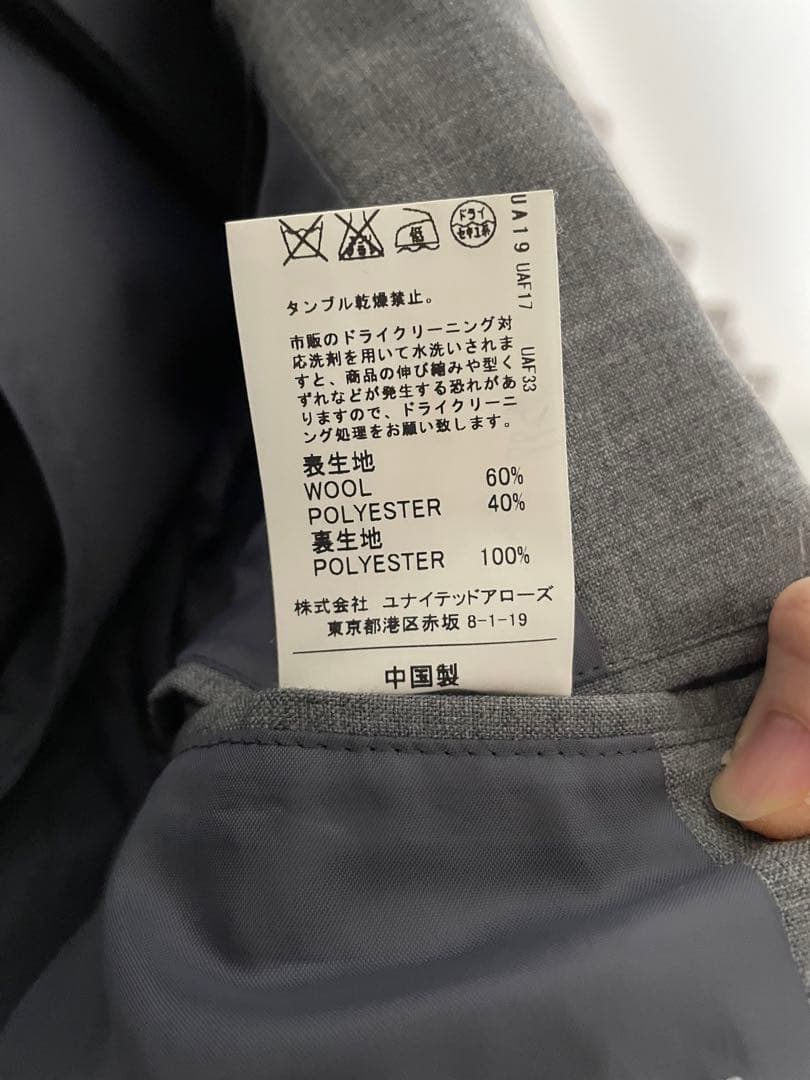 低
ドライ
セキユ系
UA19 UAF17 UAF33
タンブル乾燥禁止。
市販のドライクリーニング対
応洗剤を用いて水洗いされま
すと、商品の伸び縮みや型く
ずれなどが発生する恐れがあ
りますので、ドライクリーニ
ング処理をお願い致します。
表生地
WOOL 60%
POLYESTER 40%
裏生地
POLYESTER 100%
株式会社 ユナイテッドアローズ
東京都港区赤坂 8-1-19
中国製